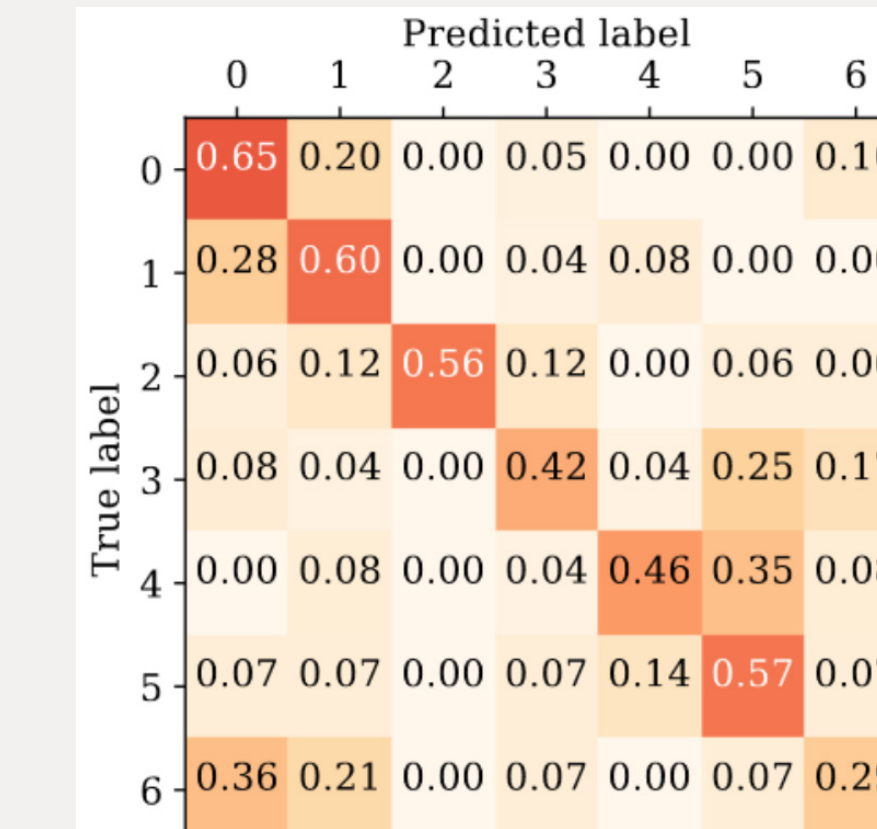 Predicted label
0 1 2 3 4 5 6
0 0.65 0.20 0.00 0.05 0.00 0.00
1 0.28 0.60 0.00 0.04 0.08 0.00
2 0.06 0.12 0.56 0.12 0.00 0.06
3 0.08 0.04 0.00 0.42 0.04 0.25
4 0.00 0.08 0.00 0.04 0.46 0.35
5 0.07 0.07 0.00 0.07 0.14 0.57
6 0.36 0.21 0.00 0.07 0.00 0.07
True label